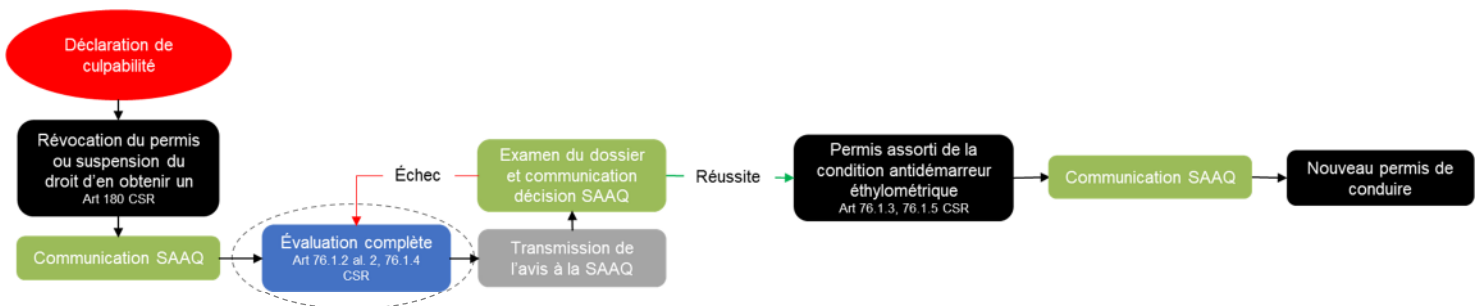 Déclaration de
culpabilité
Révocation du permis
ou suspension du
droit d'en obtenir un
Art 180 CSR
Communication SAAQ
Évaluation complète
Art 76.1.2 al. 2, 76.1.4
CSR
Échec
Examen du dossier
et communication
décision SAAQ
Transmission de
l'avis à la SAAQ
Réussite
Permis assorti de la
condition antidémarreur
éthylométrique
Art 76.1.3, 76.1.5 CSR
Communication SAAQ
Nouveau permis de
conduire